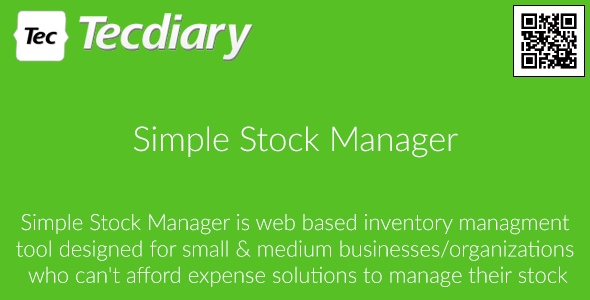 Tec Tecdiary
Simple Stock Manager
Simple Stock Manager is web based inventory managment
tool designed for small & medium businesses/organizations
who can't afford expense solutions to manage their stock